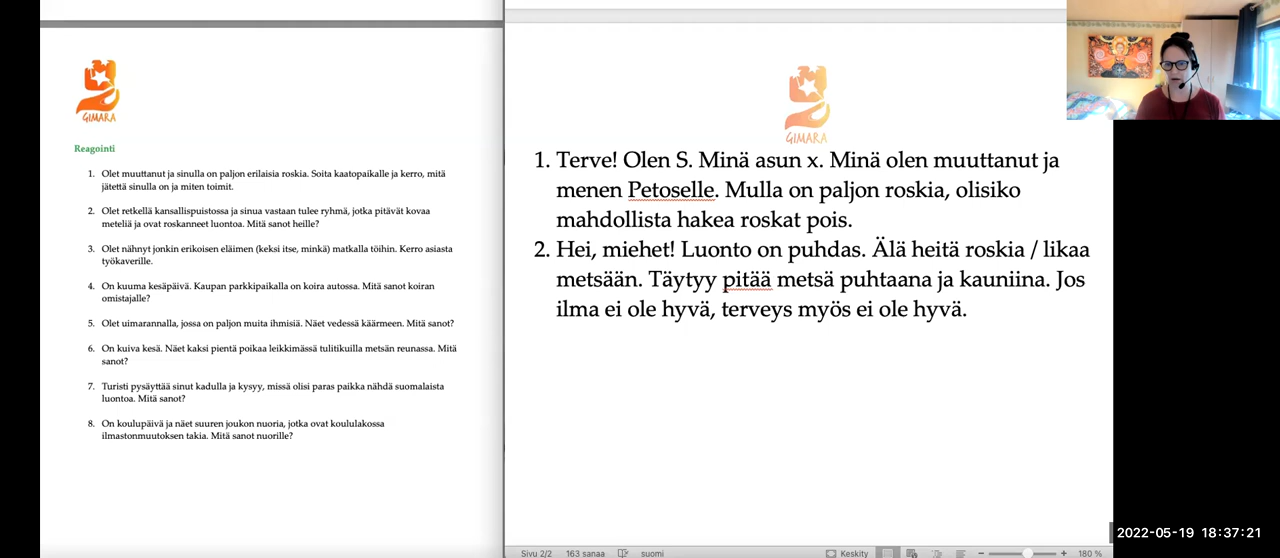 GIMARA
Reagointi
1. Olet muuttanut ja sinulla on paljon erilaisia roskia. Soita kaatopaikalle ja kerro, mitä
jätettä sinulla on ja miten toimit.
2. Olet retkellä kansallispuistossa ja sinua vastaan tulee ryhmä, jotka pitävät kovaa
meteliä ja ovat roskanneet luontoa. Mitä sanot heille?
3. Olet nähnyt jonkin erikoisen eläimen (keksi itse, minkä) matkalla töihin. Kerro asiasta
työkaverille.
4. On kuuma kesäpäivä. Kaupan parkkipaikalla on koira autossa. Mitä sanot koiran
omistajalle?
5. Olet uimarannalla, jossa on paljon muita ihmisiä. Näet vedessä käärmeen. Mitä sanot?
6. On kuiva kesä. Näet kaksi pientä poikaa leikkimässä tulitikuilla metsän reunassa. Mitä
sanot?
7. Turisti pysäyttää sinut kadulla ja kysyy, missä olisi paras paikka nähdä suomalaista
luontoa. Mitä sanot?
8. On koulupäivä ja näet suuren joukon nuoria, jotka ovat koululakossa
ilmastonmuutoksen takia. Mitä sanot nuorille?
GIMARA
1. Terve! Olen S. Minä asun x. Minä olen muuttanut ja
menen Petoselle. Mulla on paljon roskia, olisiko
mahdollista hakea roskat pois.
2. Hei, miehet! Luonto on puhdas. Älä heitä roskia / likaa
metsään. Täytyy pitää metsä puhtaana ja kauniina. Jos
ilma ei ole hyvä, terveys myös ei ole hyvä.
Sivu 2/2 163 sanaa suomi Keskity 180 %
2022-05-19 18:37:21